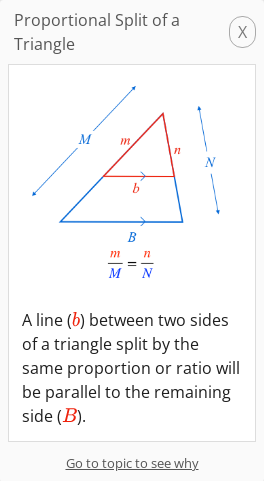 Proportional Split of a
Triangle
X
M
m
n
N
b
B
m/M = n/N
A line (b) between two sides
of a triangle split by the
same proportion or ratio will
be parallel to the remaining
side (B).
Go to topic to see why